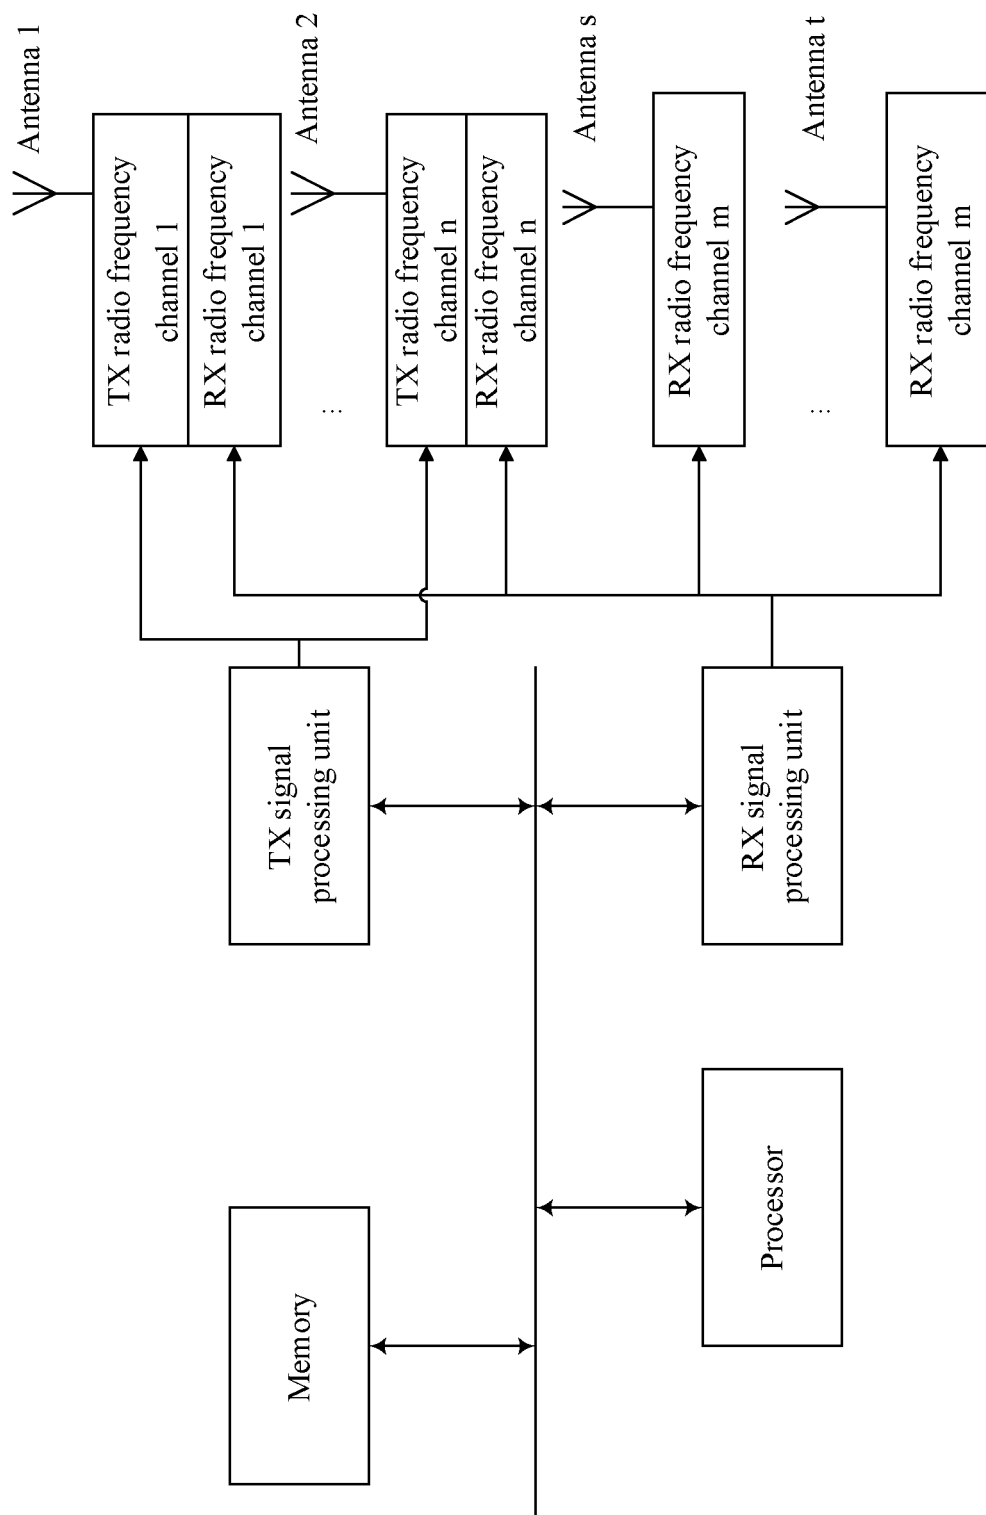 Antenna 1
TX radio frequency
channel 1
RX radio frequency
channel 1
Antenna 2
...
TX radio frequency
channel n
RX radio frequency
channel n
Antenna s
RX radio frequency
channel m
Antenna t
...
RX radio frequency
channel m
TX signal
processing unit
RX signal
processing unit
Memory
Processor